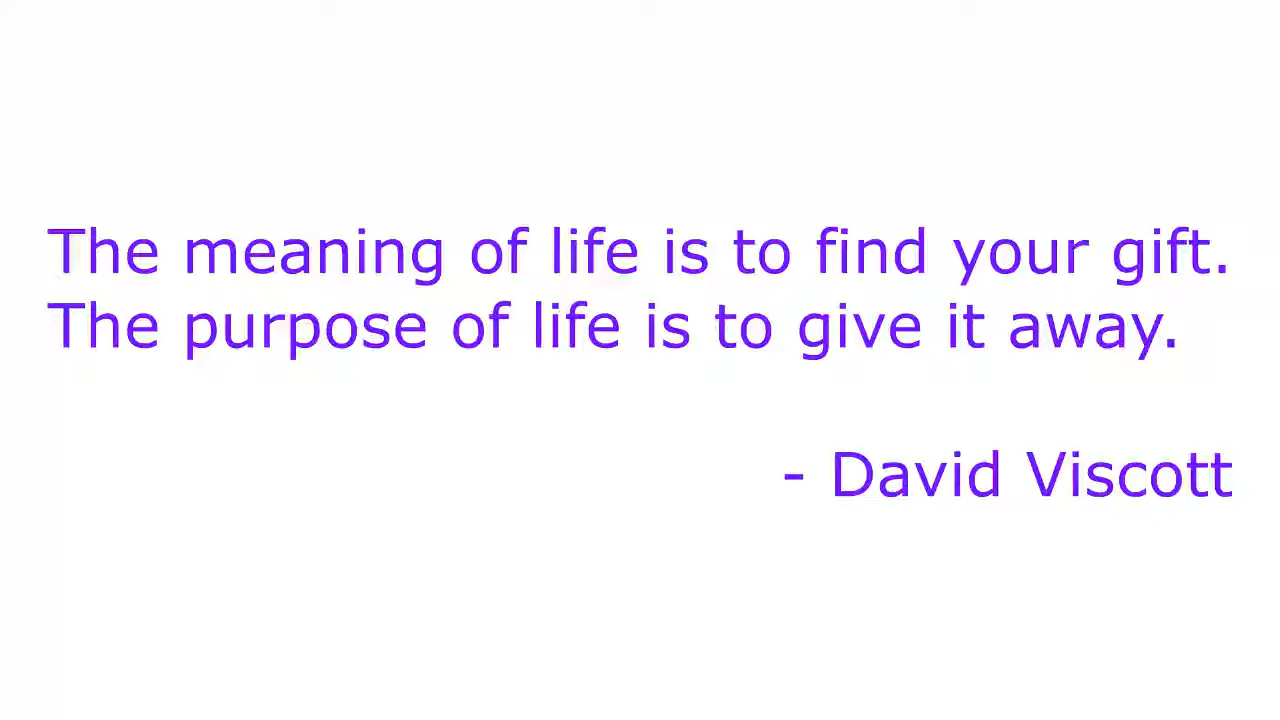 The meaning of life is to find your gift.
The purpose of life is to give it away.
- David Viscott